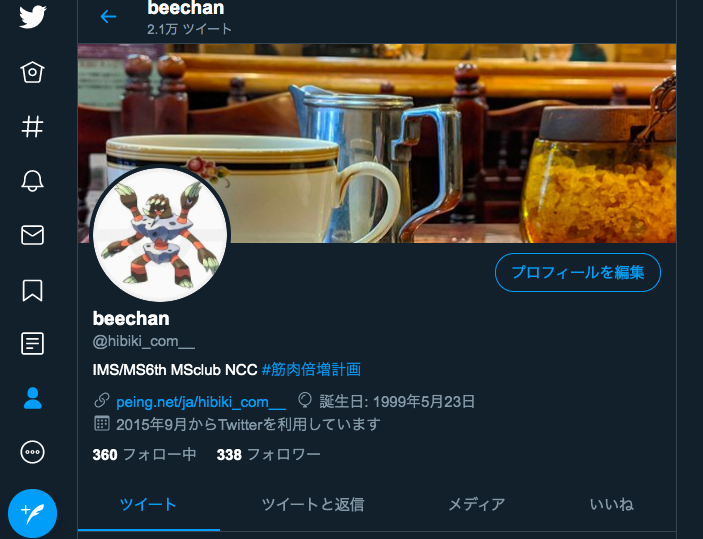 beechan
2.1万 ツイート
プロフィールを編集
beechan
@hibiki_com__
IMS/MS6th MSclub NCC #筋肉倍増計画
peing.net/ja/hibiki_com__ 誕生日: 1999年5月23日
2015年9月からTwitterを利用しています
360 フォロー中 338 フォロワー
ツイート ツイートと返信 メディア いいね